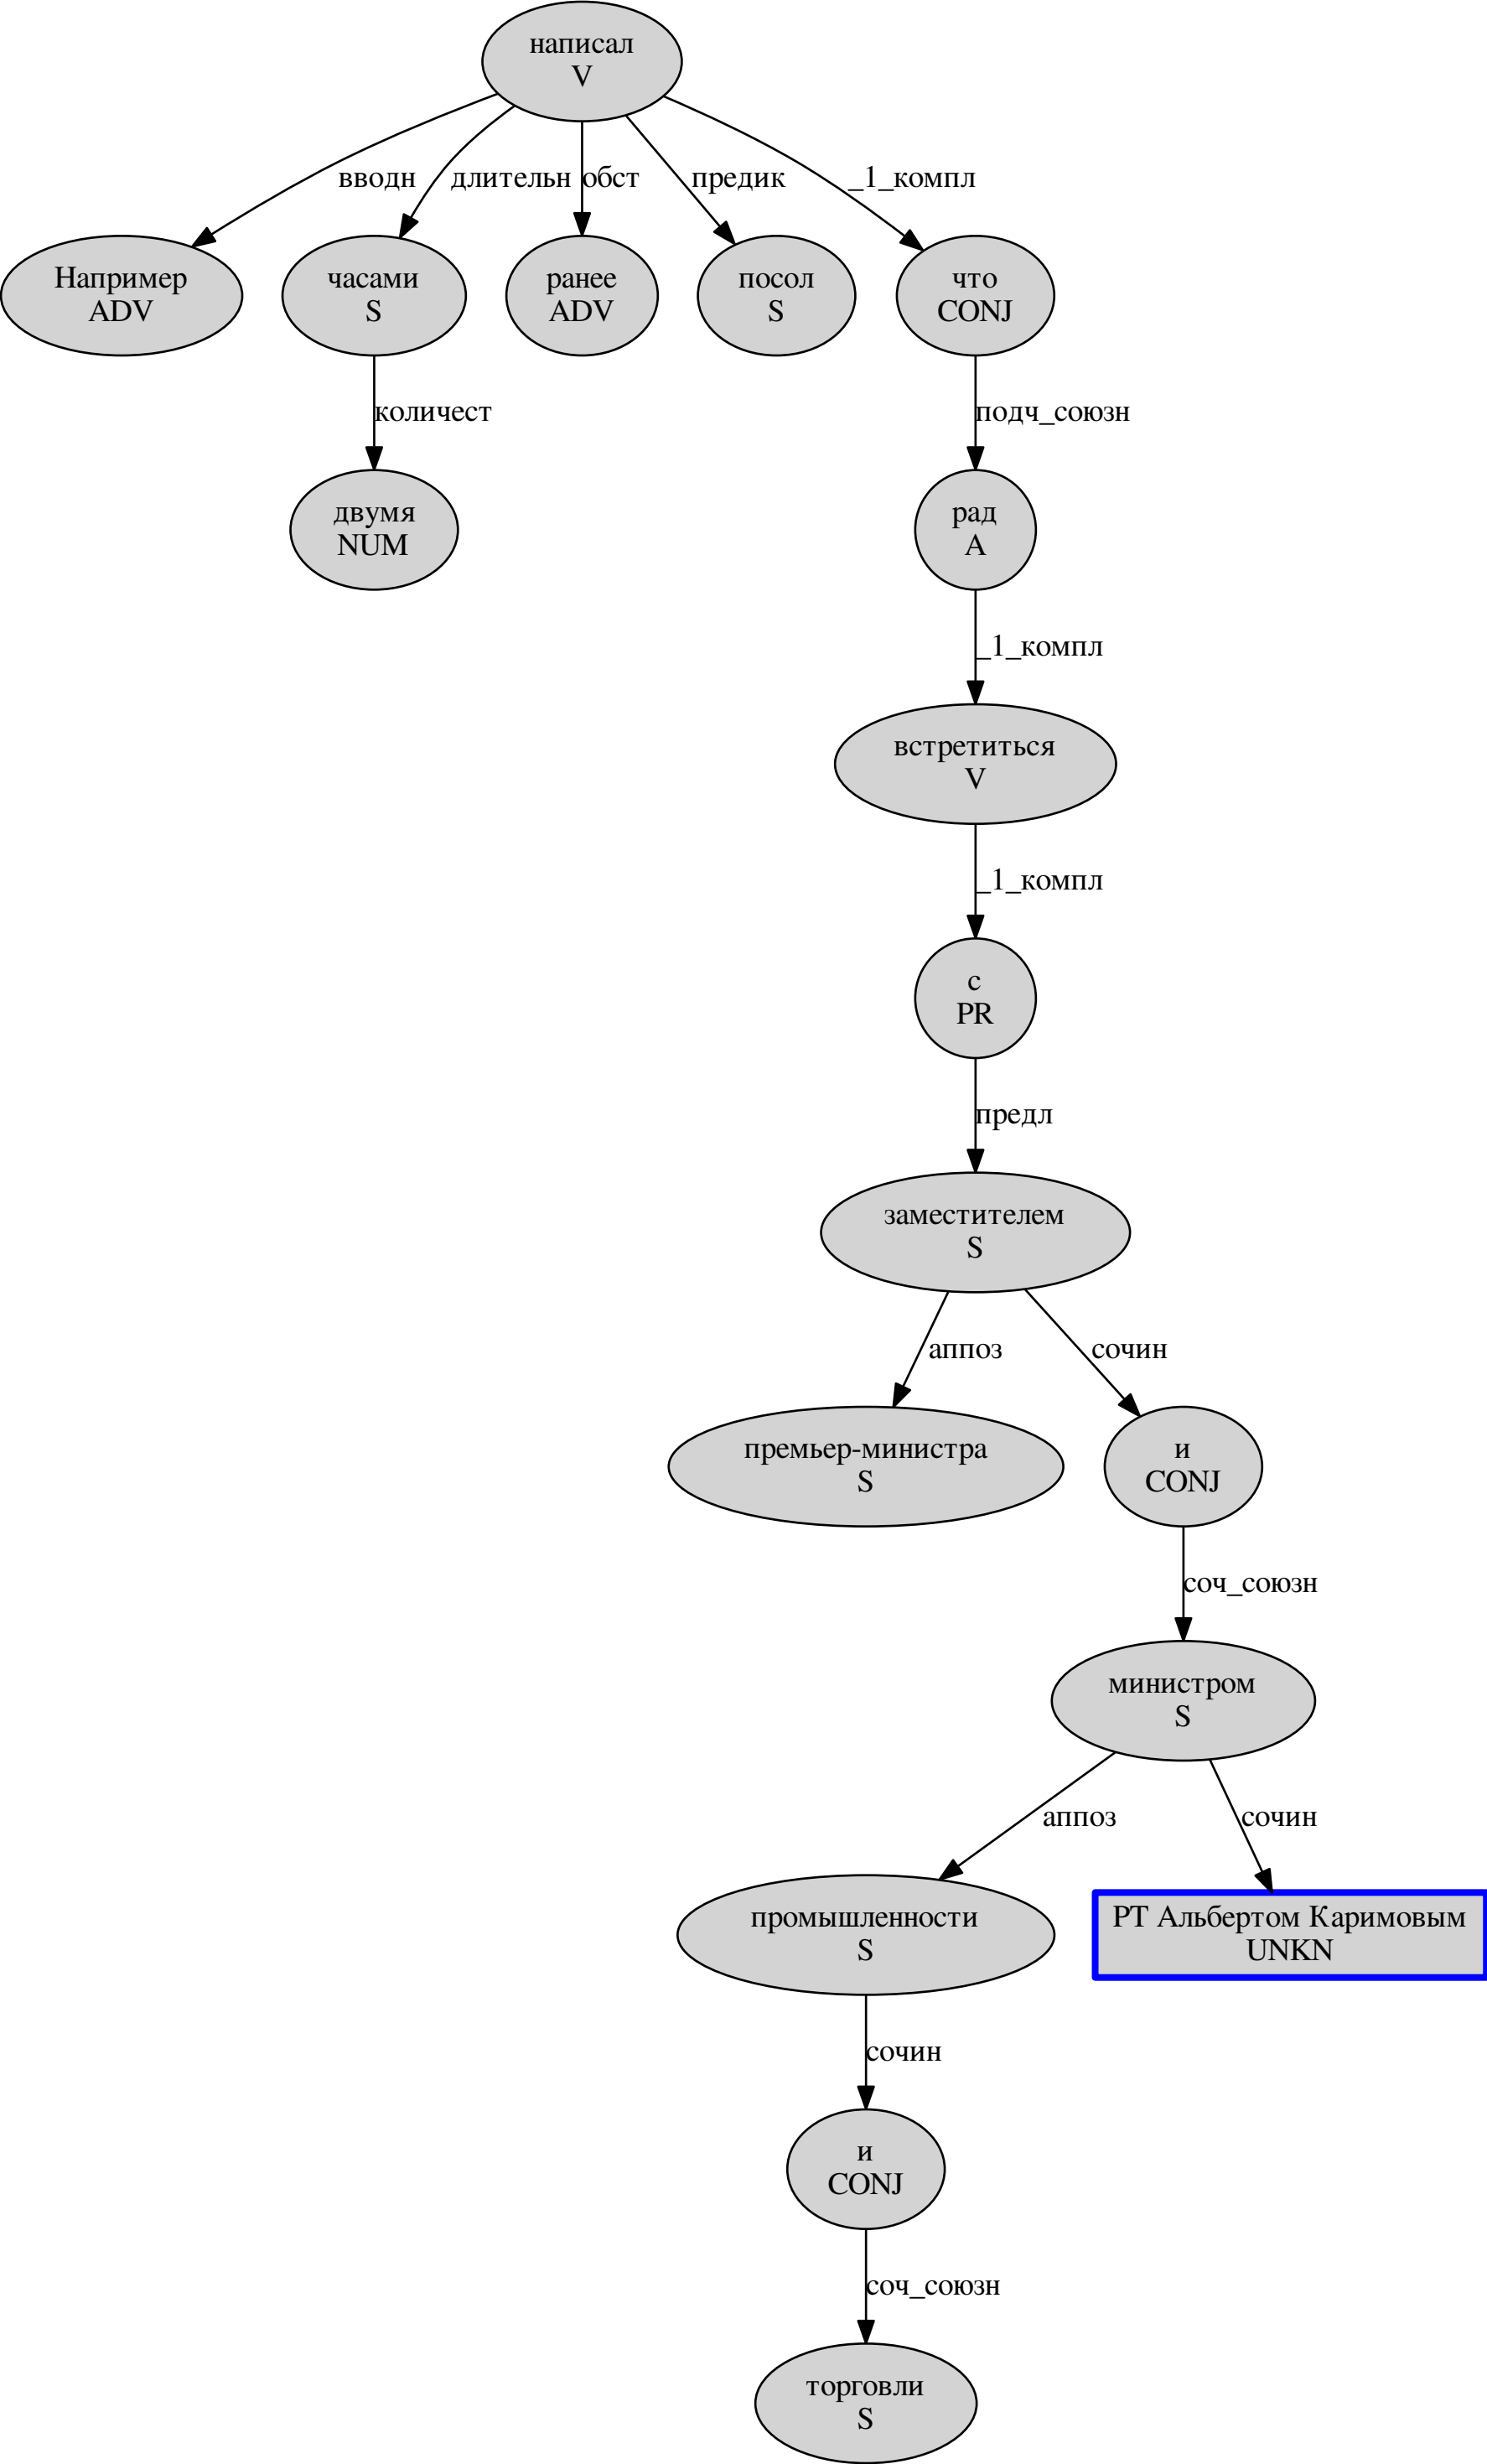 написал
V
вводн
длительн
обст
предик
_1_компл
Например
ADV
часами
S
ранее
ADV
посол
S
что
CONJ
количест
подч_союзн
двумя
NUM
рад
A
_1_компл
встретиться
V
_1_компл
с
PR
предл
заместителем
S
аппоз
сочин
премьер-министра
S
и
CONJ
соч_союзн
министром
S
аппоз
сочин
промышленности
S
РТ Альбертом Каримовым
UNKN
сочин
и
CONJ
соч_союзн
торговли
S